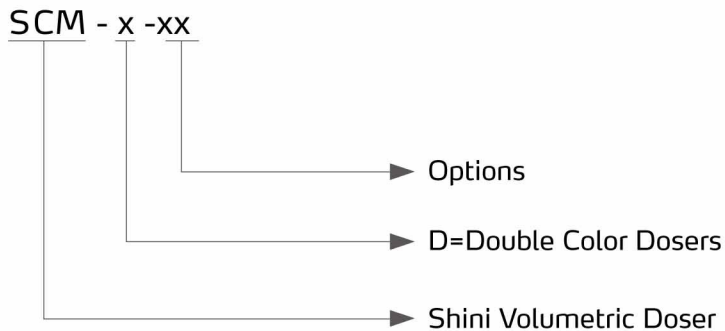 SCM - x -xx
Options
D=Double Color Dosers
Shini Volumetric Doser